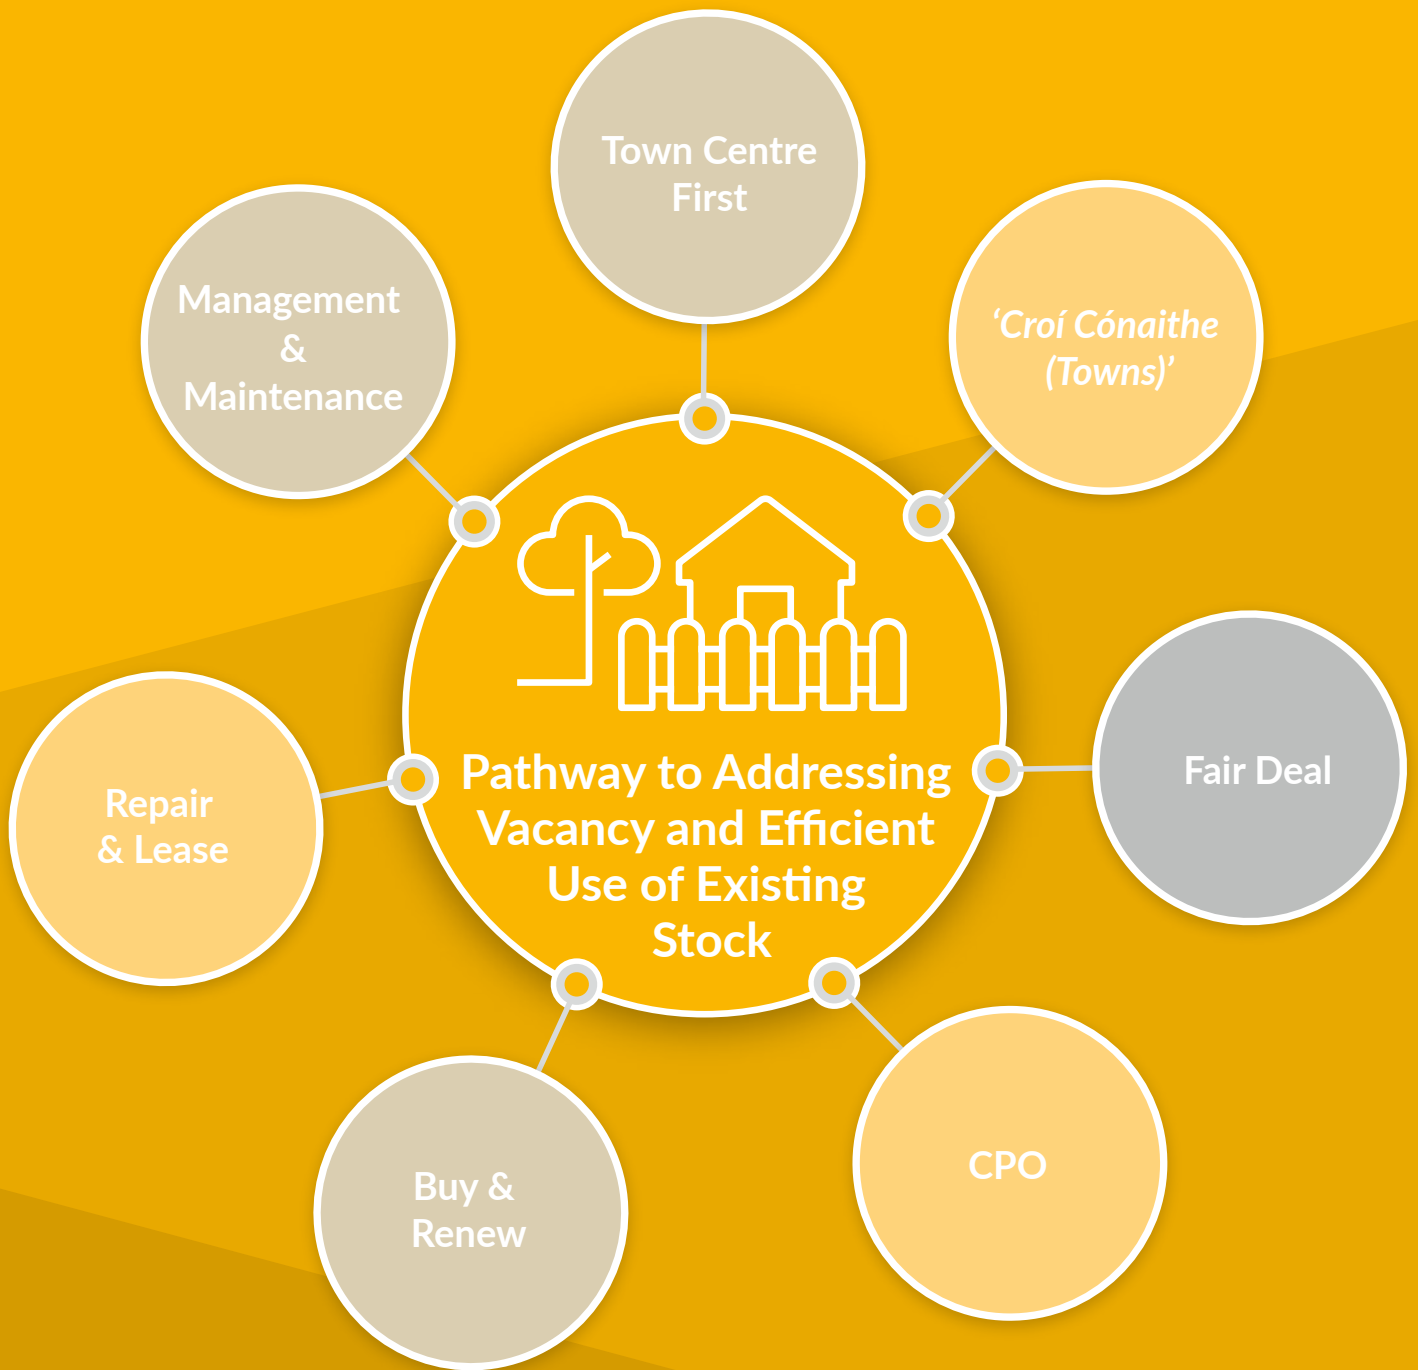 Town Centre
First
‘Croí Cónaithe
(Towns)’
Management
&
Maintenance
Fair Deal
Pathway to Addressing
Vacancy and Efficient
Use of Existing
Stock
Repair
& Lease
CPO
Buy &
Renew